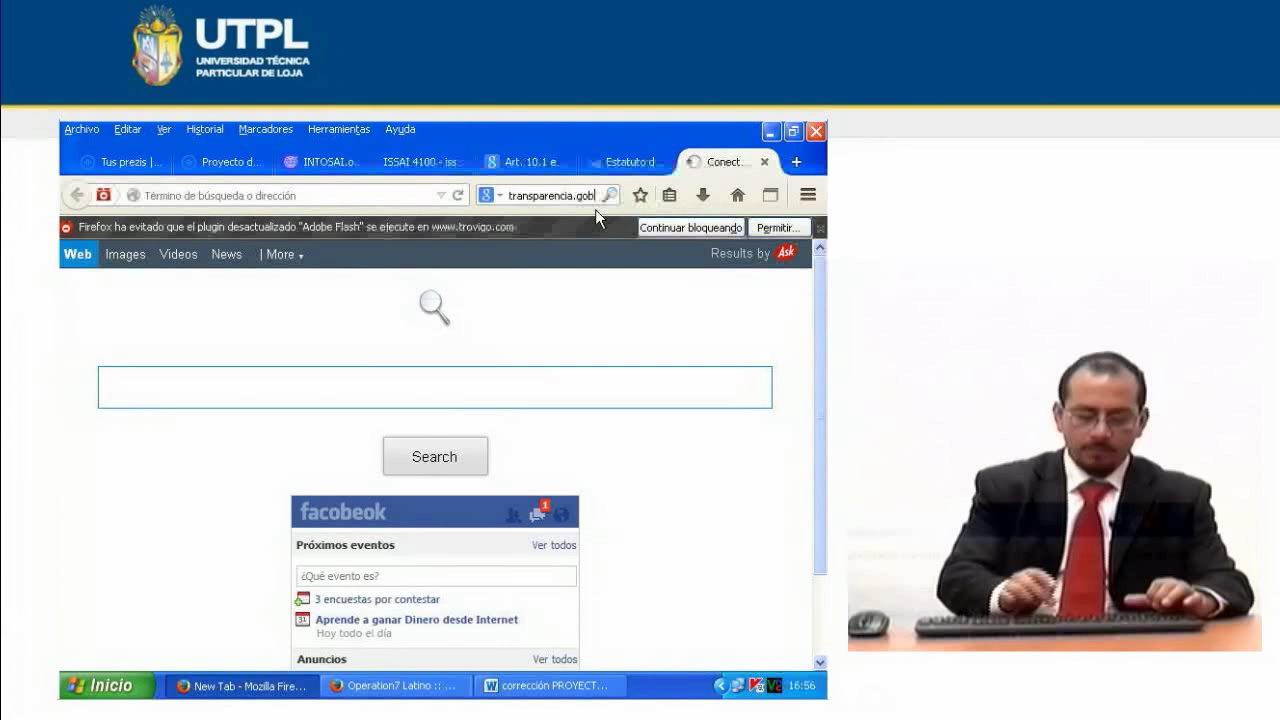 UTPL
UNIVERSIDAD TÉCNICA
PARTICULAR DE LOJA
Archivo Editar Ver Historial Marcadores Herramientas Ayuda
Tus prezis |... Proyecto d... INTOSAI.o... ISSAI 4100 - iss... Art. 10.1 e... Estatuto d... Conect...
Término de búsqueda o dirección
transparencia.gob
Firefox ha evitado que el plugin desactualizado "Adobe Flash" se ejecute en www.trovigo.com
Continuar bloqueando
Permitir...
Web Images Videos News | More
Results by Ask
Search
facobeok
1
Próximos eventos Ver todos
¿Qué evento es?
3 encuestas por contestar
31 Aprende a ganar Dinero desde Internet
Hoy todo el día
Anuncios Ver todos
Inicio
New Tab - Mozilla Fire...
Operation7 Latino :: ...
corrección PROYECT...
16:56